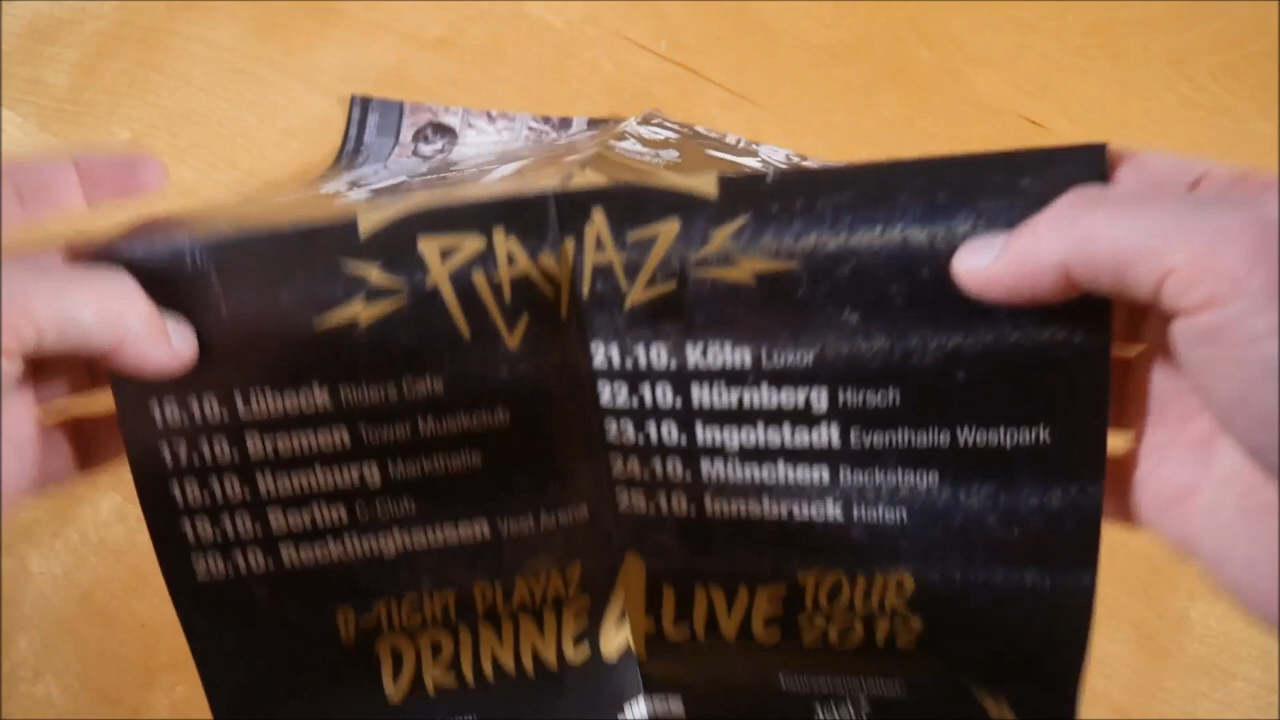 PLAYAZ
16.10. Lübeck Riders Cafe
17.10. Bremen Tower Musikclub
18.10. Hamburg Markthalle
19.10. Berlin C-Club
20.10. Recklinghausen Vest Arena
21.10. Köln Luxor
22.10. Nürnberg Hirsch
23.10. Ingolstadt Eventhalle Westpark
24.10. München Backstage
25.10. Innsbruck Hafen
B-TIGHT PLAYAZ
DRINNE 4 LIVE TOUR